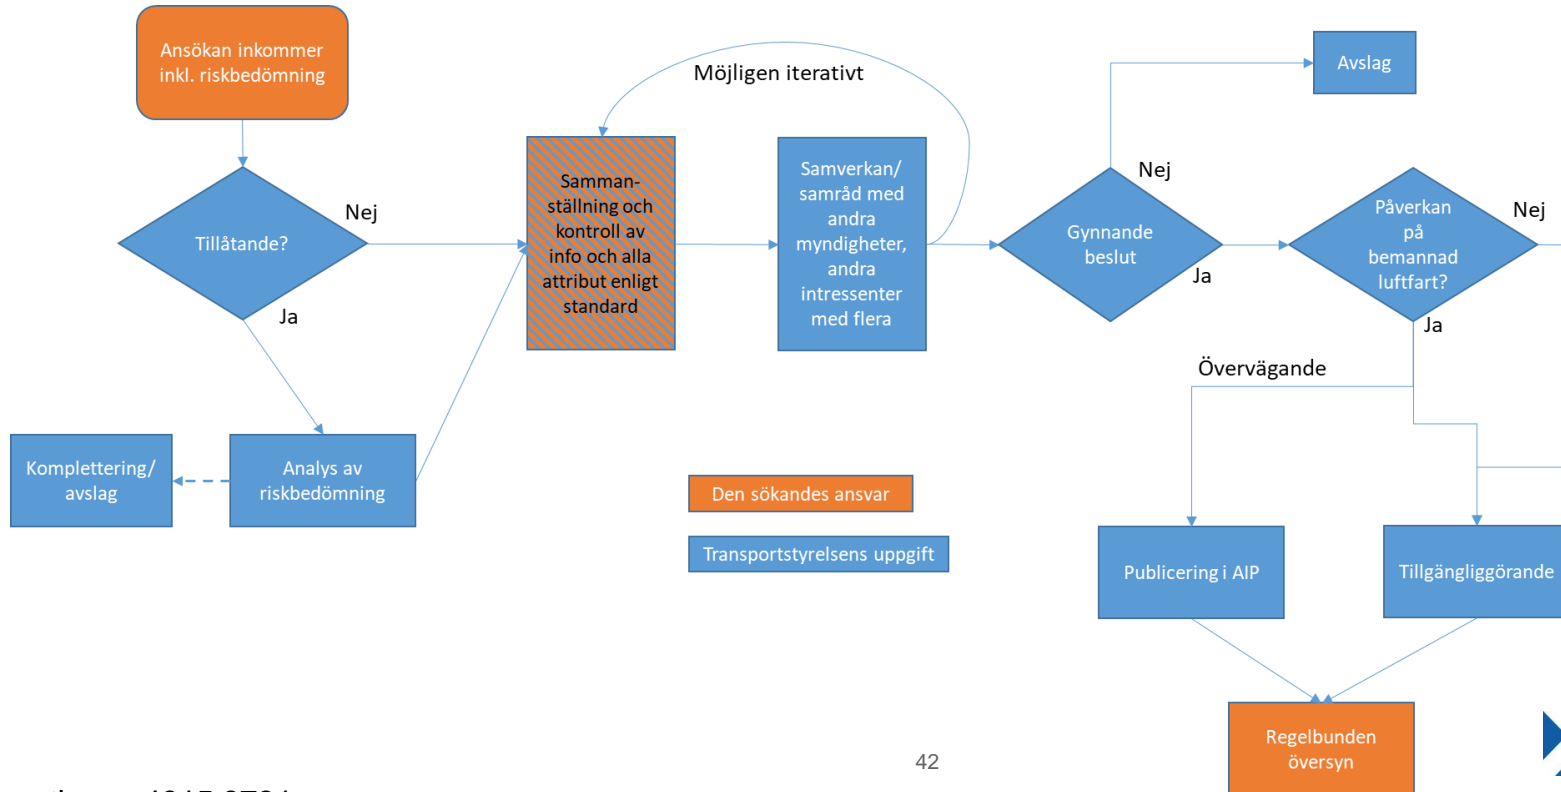 Ansökan inkommer
inkl. riskbedömning
Tillåtande?
Nej
Ja
Komplettering/
avslag
Analys av
riskbedömning
Möjligen iterativt
Samman-
ställning och
kontroll av
info och alla
attribut enligt
standard
Samverkan/
samråd med
andra
myndigheter,
andra
intressenter
med flera
Gynnande
beslut
Nej
Ja
Avslag
Påverkan
på
bemannad
luftfart?
Nej
Ja
Övervägande
Den sökandes ansvar
Transportstyrelsens uppgift
Publicering i AIP
Tillgängliggörande
Regelbunden
översyn
42